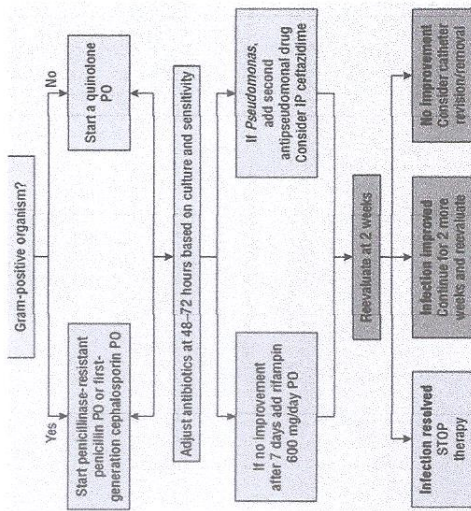 Gram-positive organism?
Yes
No
Start penicillinase-resistant
penicillin PO or first-
generation cephalosporin PO
Start a quinolone
PO
Adjust antibiotics at 48–72 hours based on culture and sensitivity
If no improvement
after 7 days add rifampin
600 mg/day PO
If Pseudomonas,
add second
antipseudomonal drug
Consider IP ceftazidime
Reevaluate at 2 weeks
Infection resolved
STOP
therapy
Infection improved
Continue for 2 more
weeks and reevaluate
No improvement
Consider catheter
revision/removal